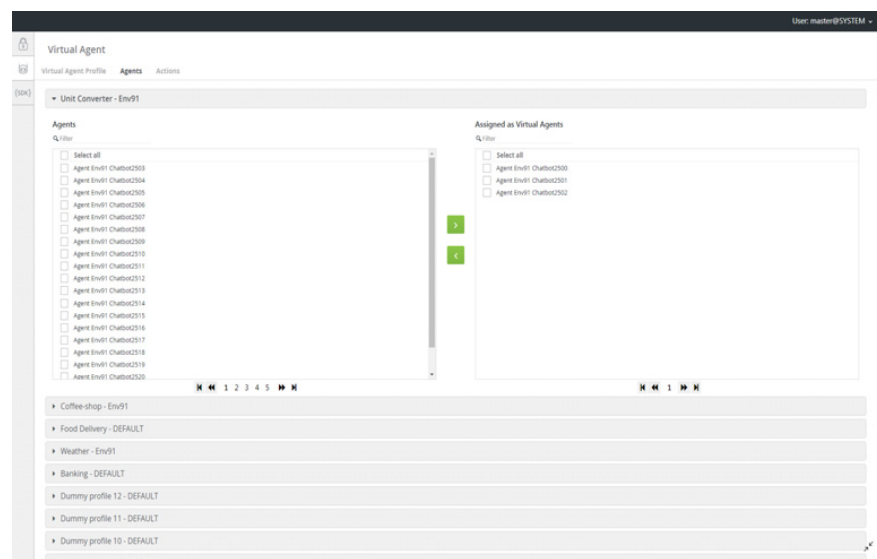 User: master@SYSTEM
Virtual Agent
Virtual Agent Profile Agents Actions
{SDK}
Unit Converter - Env91
Agents
Filter
Select all
Agent Env91 Chatbot2503
Agent Env91 Chatbot2504
Agent Env91 Chatbot2505
Agent Env91 Chatbot2506
Agent Env91 Chatbot2507
Agent Env91 Chatbot2508
Agent Env91 Chatbot2509
Agent Env91 Chatbot2510
Agent Env91 Chatbot2511
Agent Env91 Chatbot2512
Agent Env91 Chatbot2513
Agent Env91 Chatbot2514
Agent Env91 Chatbot2515
Agent Env91 Chatbot2516
Agent Env91 Chatbot2517
Agent Env91 Chatbot2518
Agent Env91 Chatbot2519
Agent Env91 Chatbot2520
1 2 3 4 5
Assigned as Virtual Agents
Filter
Select all
Agent Env91 Chatbot2500
Agent Env91 Chatbot2501
Agent Env91 Chatbot2502
1
Coffee-shop - Env91
Food Delivery - DEFAULT
Weather - Env91
Banking - DEFAULT
Dummy profile 12 - DEFAULT
Dummy profile 11 - DEFAULT
Dummy profile 10 - DEFAULT